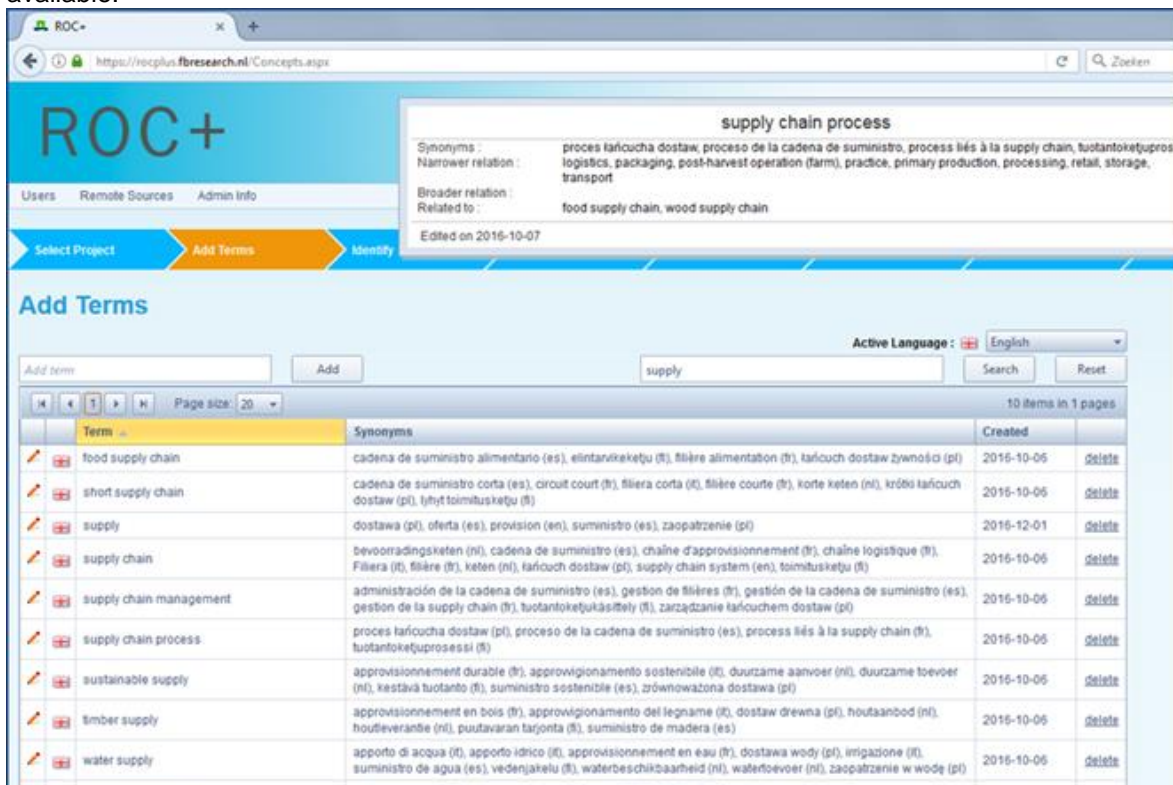 available.
ROC+
https://rocplus.fbresearch.nl/Concepts.aspx
Zoeken
ROC+
supply chain process
Synonyms : proces łańcucha dostaw, proceso de la cadena de suministro, process liés à la supply chain, tuotantoketjupros
Narrower relation : logistics, packaging, post-harvest operation (farm), practice, primary production, processing, retail, storage,
transport
Broader relation :
Related to : food supply chain, wood supply chain
Edited on 2016-10-07
Users Remote Sources Admin Info
Select Project Add Terms Identify
Add Terms
Active Language : English
Add term Add supply Search Reset
1 Page size: 20 10 items in 1 pages
Term Synonyms Created
food supply chain cadena de suministro alimentario (es), elintarvikeketju (fi), filière alimentation (fr), łańcuch dostaw żywności (pl) 2016-10-06 delete
short supply chain cadena de suministro corta (es), circuit court (fr), filiera corta (it), filière courte (fr), korte keten (nl), krótki łańcuch
dostaw (pl), lyhyt toimitusketju (fi) 2016-10-06 delete
supply dostawa (pl), oferta (es), provision (en), suministro (es), zaopatrzenie (pl) 2016-12-01 delete
supply chain bevoorradingsketen (nl), cadena de suministro (es), chaîne d'approvisionnement (fr), chaîne logistique (fr),
Filiera (it), filière (fr), keten (nl), łańcuch dostaw (pl), supply chain system (en), toimitusketju (fi) 2016-10-06 delete
supply chain management administración de la cadena de suministro (es), gestion de filières (fr), gestión de la cadena de suministro (es),
gestion de la supply chain (fr), tuotantoketjukäsittely (fi), zarządzanie łańcuchem dostaw (pl) 2016-10-06 delete
supply chain process proces łańcucha dostaw (pl), proceso de la cadena de suministro (es), process liés à la supply chain (fr),
tuotantoketjuprosessi (fi) 2016-10-06 delete
sustainable supply approvisionnement durable (fr), approvvigionamento sostenibile (it), duurzame aanvoer (nl), duurzame toevoer
(nl), kestävä tuotanto (fi), suministro sostenible (es), zrównoważona dostawa (pl) 2016-10-06 delete
timber supply approvisionnement en bois (fr), approvvigionamento del legname (it), dostaw drewna (pl), houtaanbod (nl),
houtleverantie (nl), puutavaran tarjonta (fi), suministro de madera (es) 2016-10-06 delete
water supply apporto di acqua (it), apporto idrico (it), approvisionnement en eau (fr), dostawa wody (pl), irrigazione (it),
suministro de agua (es), vedenjakelu (fi), waterbeschikbaarheid (nl), watertoevoer (nl), zaopatrzenie w wodę (pl) 2016-10-06 delete